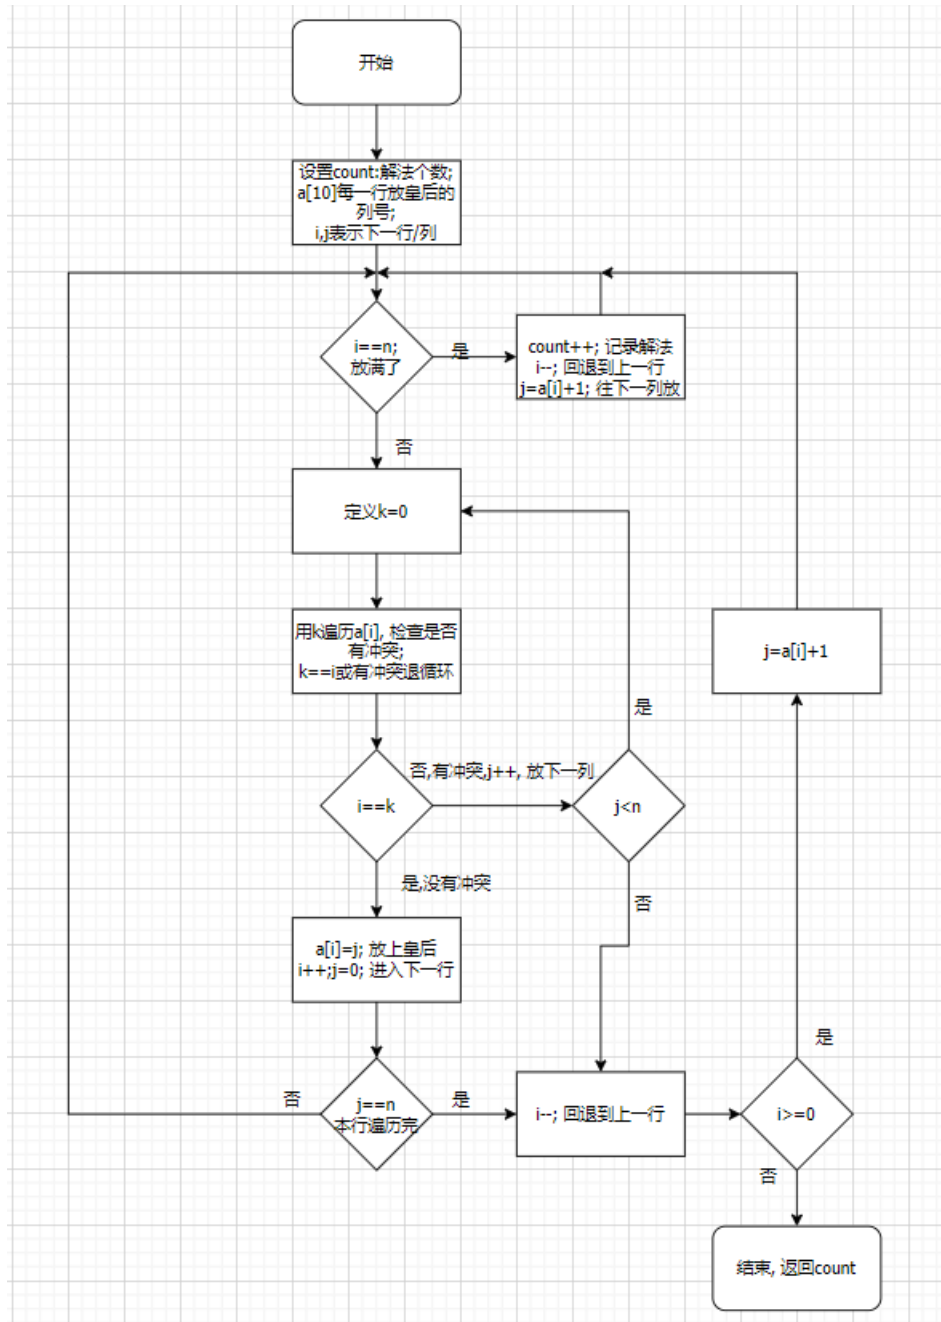 开始
设置count:解法个数;
a[10]每一行放皇后的
列号;
i,j表示下一行/列
i==n;
放满了
是
count++; 记录解法
i--; 回退到上一行
j=a[i]+1; 往下一列放
否
定义k=0
用k遍历a[i], 检查是否
有冲突;
k==i或有冲突退循环
j=a[i]+1
是
否,有冲突,j++, 放下一列
i==k
j<n
是,没有冲突
否
a[i]=j; 放上皇后
i++;j=0; 进入下一行
是
否
j==n
本行遍历完
是
i--; 回退到上一行
i>=0
否
结束, 返回count